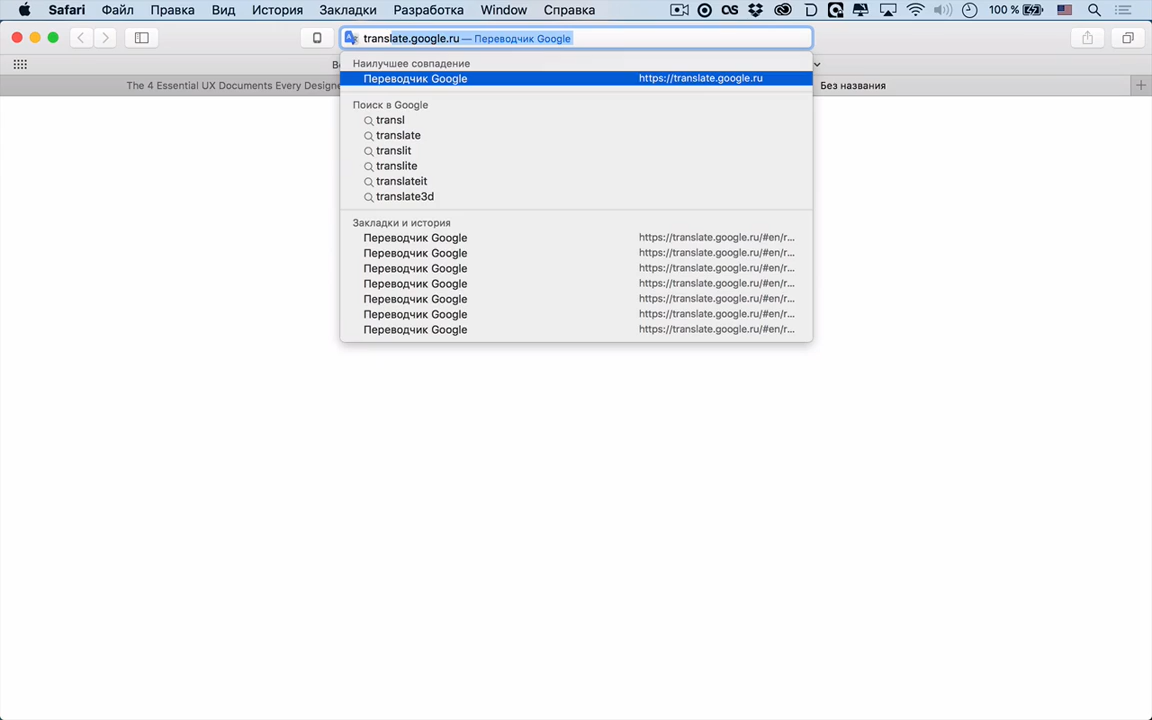 Safari Файл Правка Вид История Закладки Разработка Window Справка 100 %
translate.google.ru — Переводчик Google
Наилучшее совпадение
Переводчик Google https://translate.google.ru
The 4 Essential UX Documents Every Designe
Без названия
Поиск в Google
transl
translate
translit
translite
translateit
translate3d
Закладки и история
Переводчик Google https://translate.google.ru/#en/r...
Переводчик Google https://translate.google.ru/#en/r...
Переводчик Google https://translate.google.ru/#en/r...
Переводчик Google https://translate.google.ru/#en/r...
Переводчик Google https://translate.google.ru/#en/r...
Переводчик Google https://translate.google.ru/#en/r...
Переводчик Google https://translate.google.ru/#en/r...